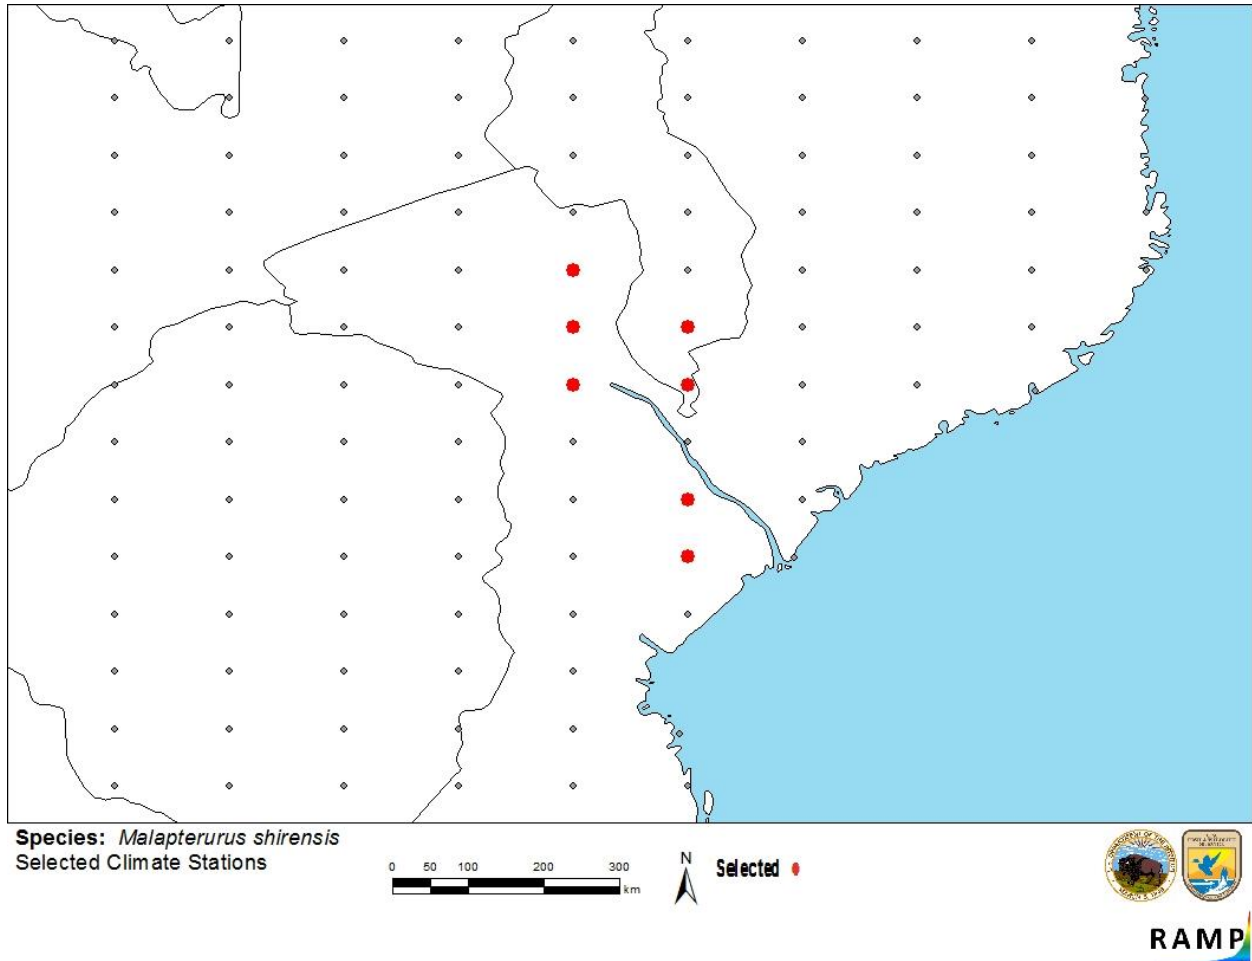 Species: Malapterurus shirensis
Selected Climate Stations
0 50 100 200 300
km
N
Selected
RAMP